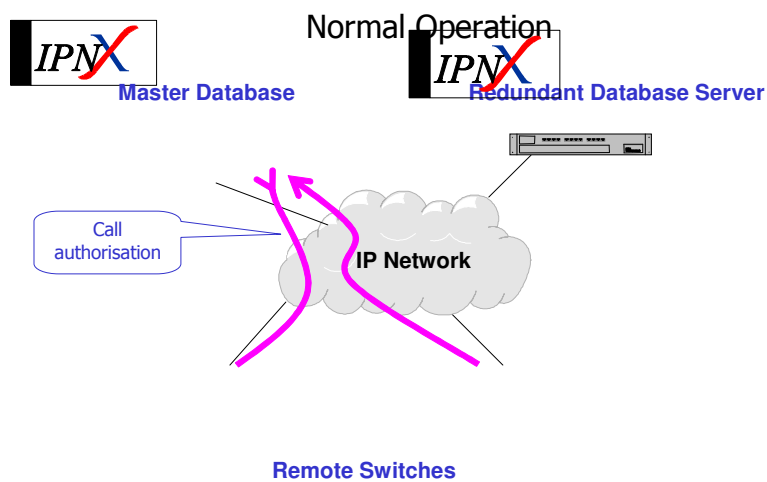 Normal Operation
IPNX
IPNX
Master Database
Redundant Database Server
Call
authorisation
IP Network
Remote Switches